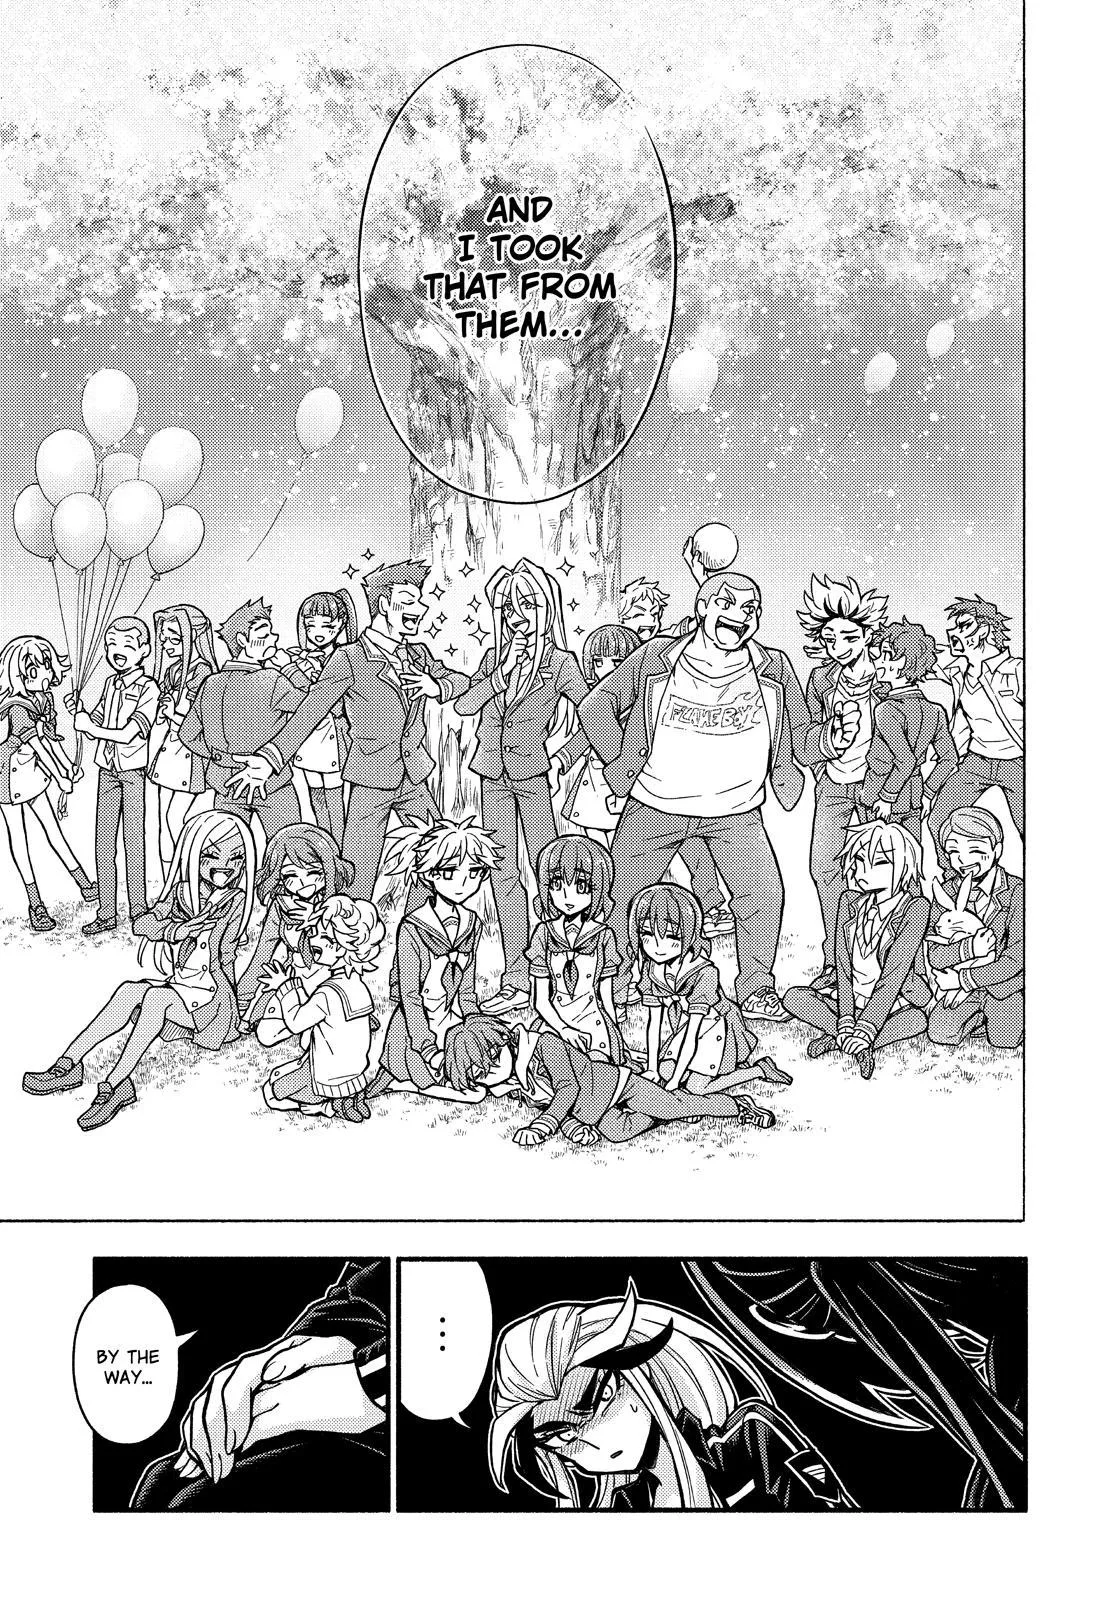 AND
I TOOK
THAT FROM
THEM...
FLAME BOY
...
BY THE
WAY...